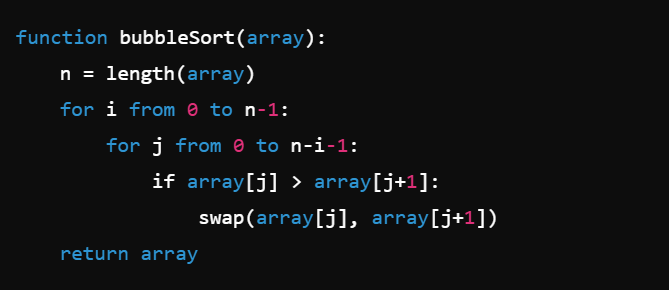 function bubbleSort(array):
    n = length(array)
    for i from 0 to n-1:
        for j from 0 to n-i-1:
            if array[j] > array[j+1]:
                swap(array[j], array[j+1])
    return array